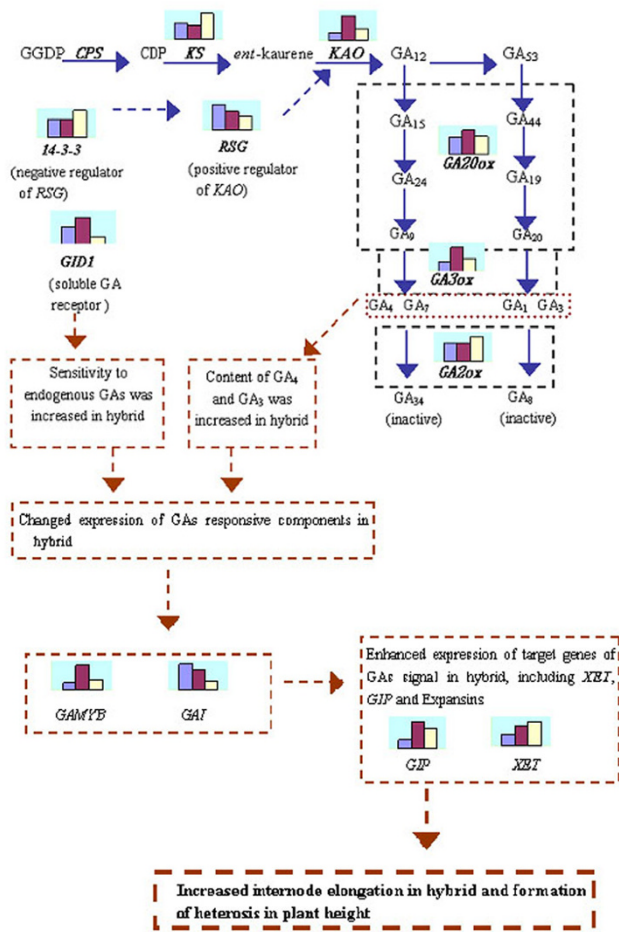 GGDP CPS CDP KS ent-kaurene KAO GA12 GA53
14-3-3
(negative regulator
of RSG)
RSG
(positive regulator
of KAO)
GA15 GA44
GA20ox
GA24 GA19
GA9 GA20
GID1
(soluble GA
receptor)
GA3ox
GA4 GA7 GA1 GA3
GA2ox
GA34
(inactive)
GA8
(inactive)
Sensitivity to
endogenous GAs was
increased in hybrid
Content of GA4
and GA3 was
increased in hybrid
Changed expression of GAs responsive components in
hybrid
GAMYB GAI
Enhanced expression of target genes of
GAs signal in hybrid, including XET,
GIP and Expansins
GIP XET
Increased internode elongation in hybrid and formation
of heterosis in plant height